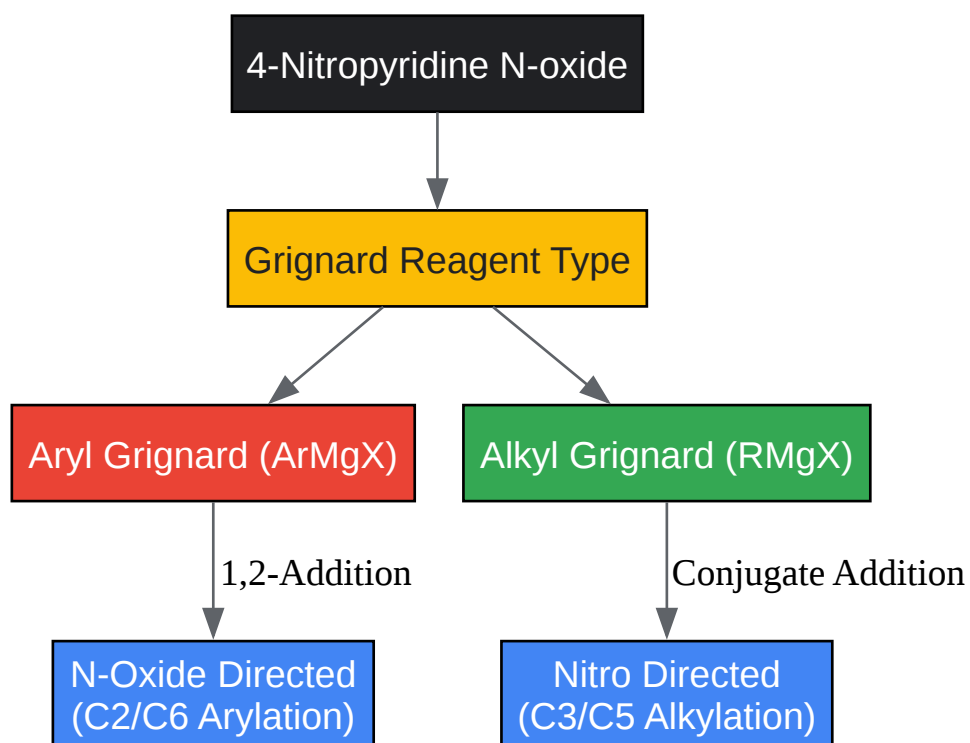 4-Nitropyridine N-oxide
Grignard Reagent Type
Aryl Grignard (ArMgX)
Alkyl Grignard (RMgX)
1,2-Addition
Conjugate Addition
N-Oxide Directed
(C2/C6 Arylation)
Nitro Directed
(C3/C5 Alkylation)